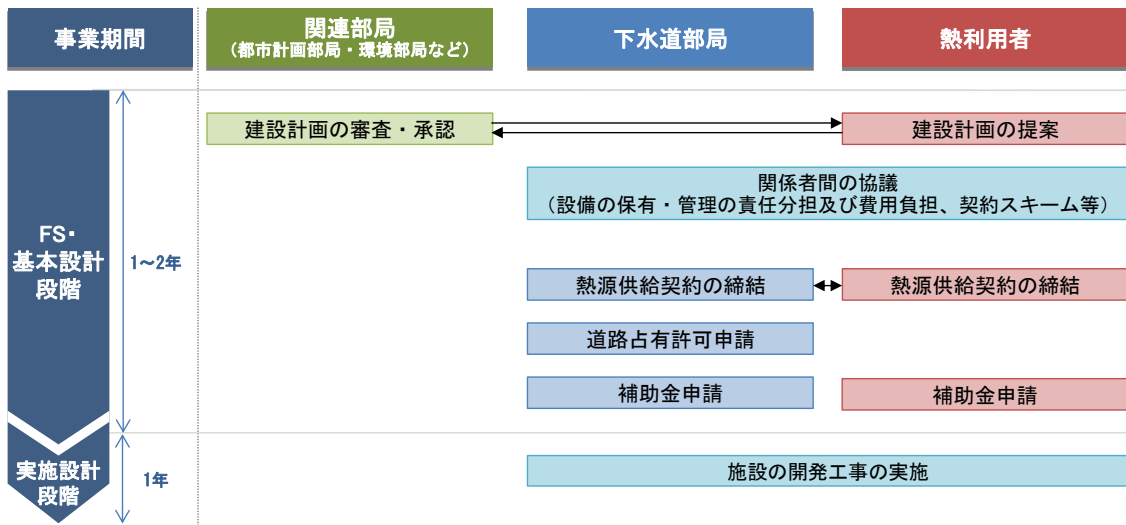 事業期間
関連部局
（都市計画部局・環境部局など）
下水道部局
熱利用者
建設計画の審査・承認
建設計画の提案
関係者間の協議
（設備の保有・管理の責任分担及び費用負担、契約スキーム等）
FS・
基本設計
段階
1～2年
熱源供給契約の締結
熱源供給契約の締結
道路占有許可申請
補助金申請
補助金申請
実施設計
段階
1年
施設の開発工事の実施